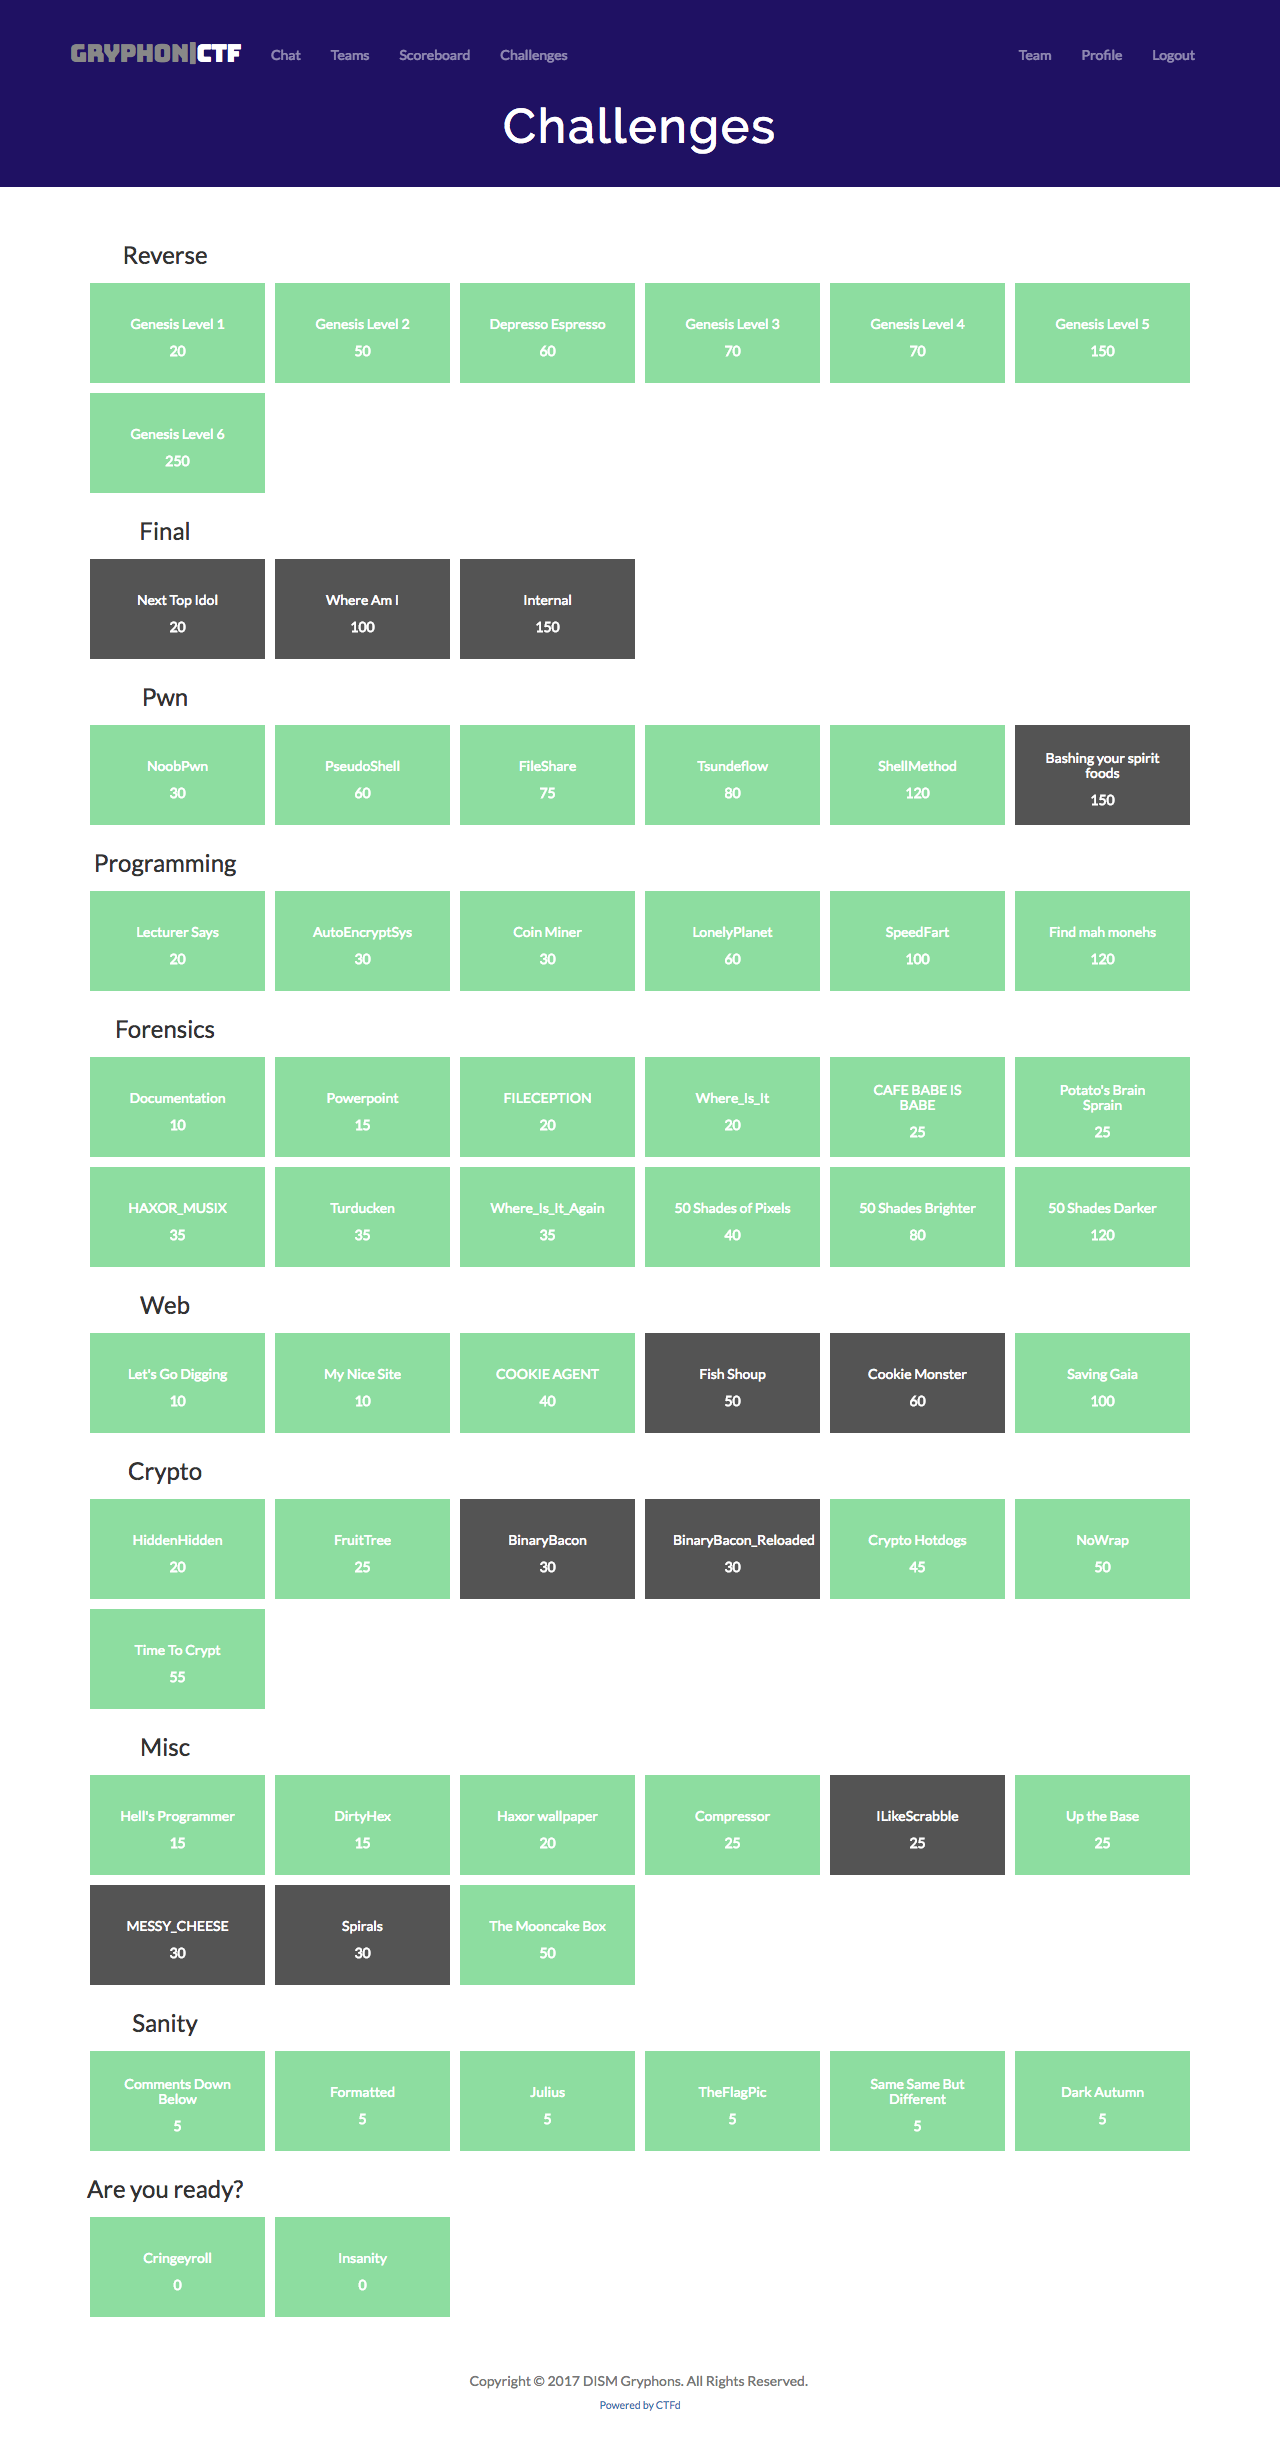 GRYPHON|CTF Chat Teams Scoreboard Challenges Team Profile Logout
Challenges
Reverse
Genesis Level 1
20
Genesis Level 2
50
Depresso Espresso
60
Genesis Level 3
70
Genesis Level 4
70
Genesis Level 5
150
Genesis Level 6
250
Final
Next Top Idol
20
Where Am I
100
Internal
150
Pwn
NoobPwn
30
PseudoShell
60
FileShare
75
Tsundeflow
80
ShellMethod
120
Bashing your spirit
foods
150
Programming
Lecturer Says
20
AutoEncryptSys
30
Coin Miner
30
LonelyPlanet
60
SpeedFart
100
Find mah monehs
120
Forensics
Documentation
10
Powerpoint
15
FILECEPTION
20
Where_Is_It
20
CAFE BABE IS
BABE
25
Potato's Brain
Sprain
25
HAXOR_MUSIX
35
Turducken
35
Where_Is_It_Again
35
50 Shades of Pixels
40
50 Shades Brighter
80
50 Shades Darker
120
Web
Let's Go Digging
10
My Nice Site
10
COOKIE AGENT
40
Fish Shoup
50
Cookie Monster
60
Saving Gaia
100
Crypto
HiddenHidden
20
FruitTree
25
BinaryBacon
30
BinaryBacon_Reloaded
30
Crypto Hotdogs
45
NoWrap
50
Time To Crypt
55
Misc
Hell's Programmer
15
DirtyHex
15
Haxor wallpaper
20
Compressor
25
ILikeScrabble
25
Up the Base
25
MESSY_CHEESE
30
Spirals
30
The Mooncake Box
50
Sanity
Comments Down
Below
5
Formatted
5
Julius
5
TheFlagPic
5
Same Same But
Different
5
Dark Autumn
5
Are you ready?
Cringeyroll
0
Insanity
0
Copyright © 2017 DISM Gryphons. All Rights Reserved.
Powered by CTFd